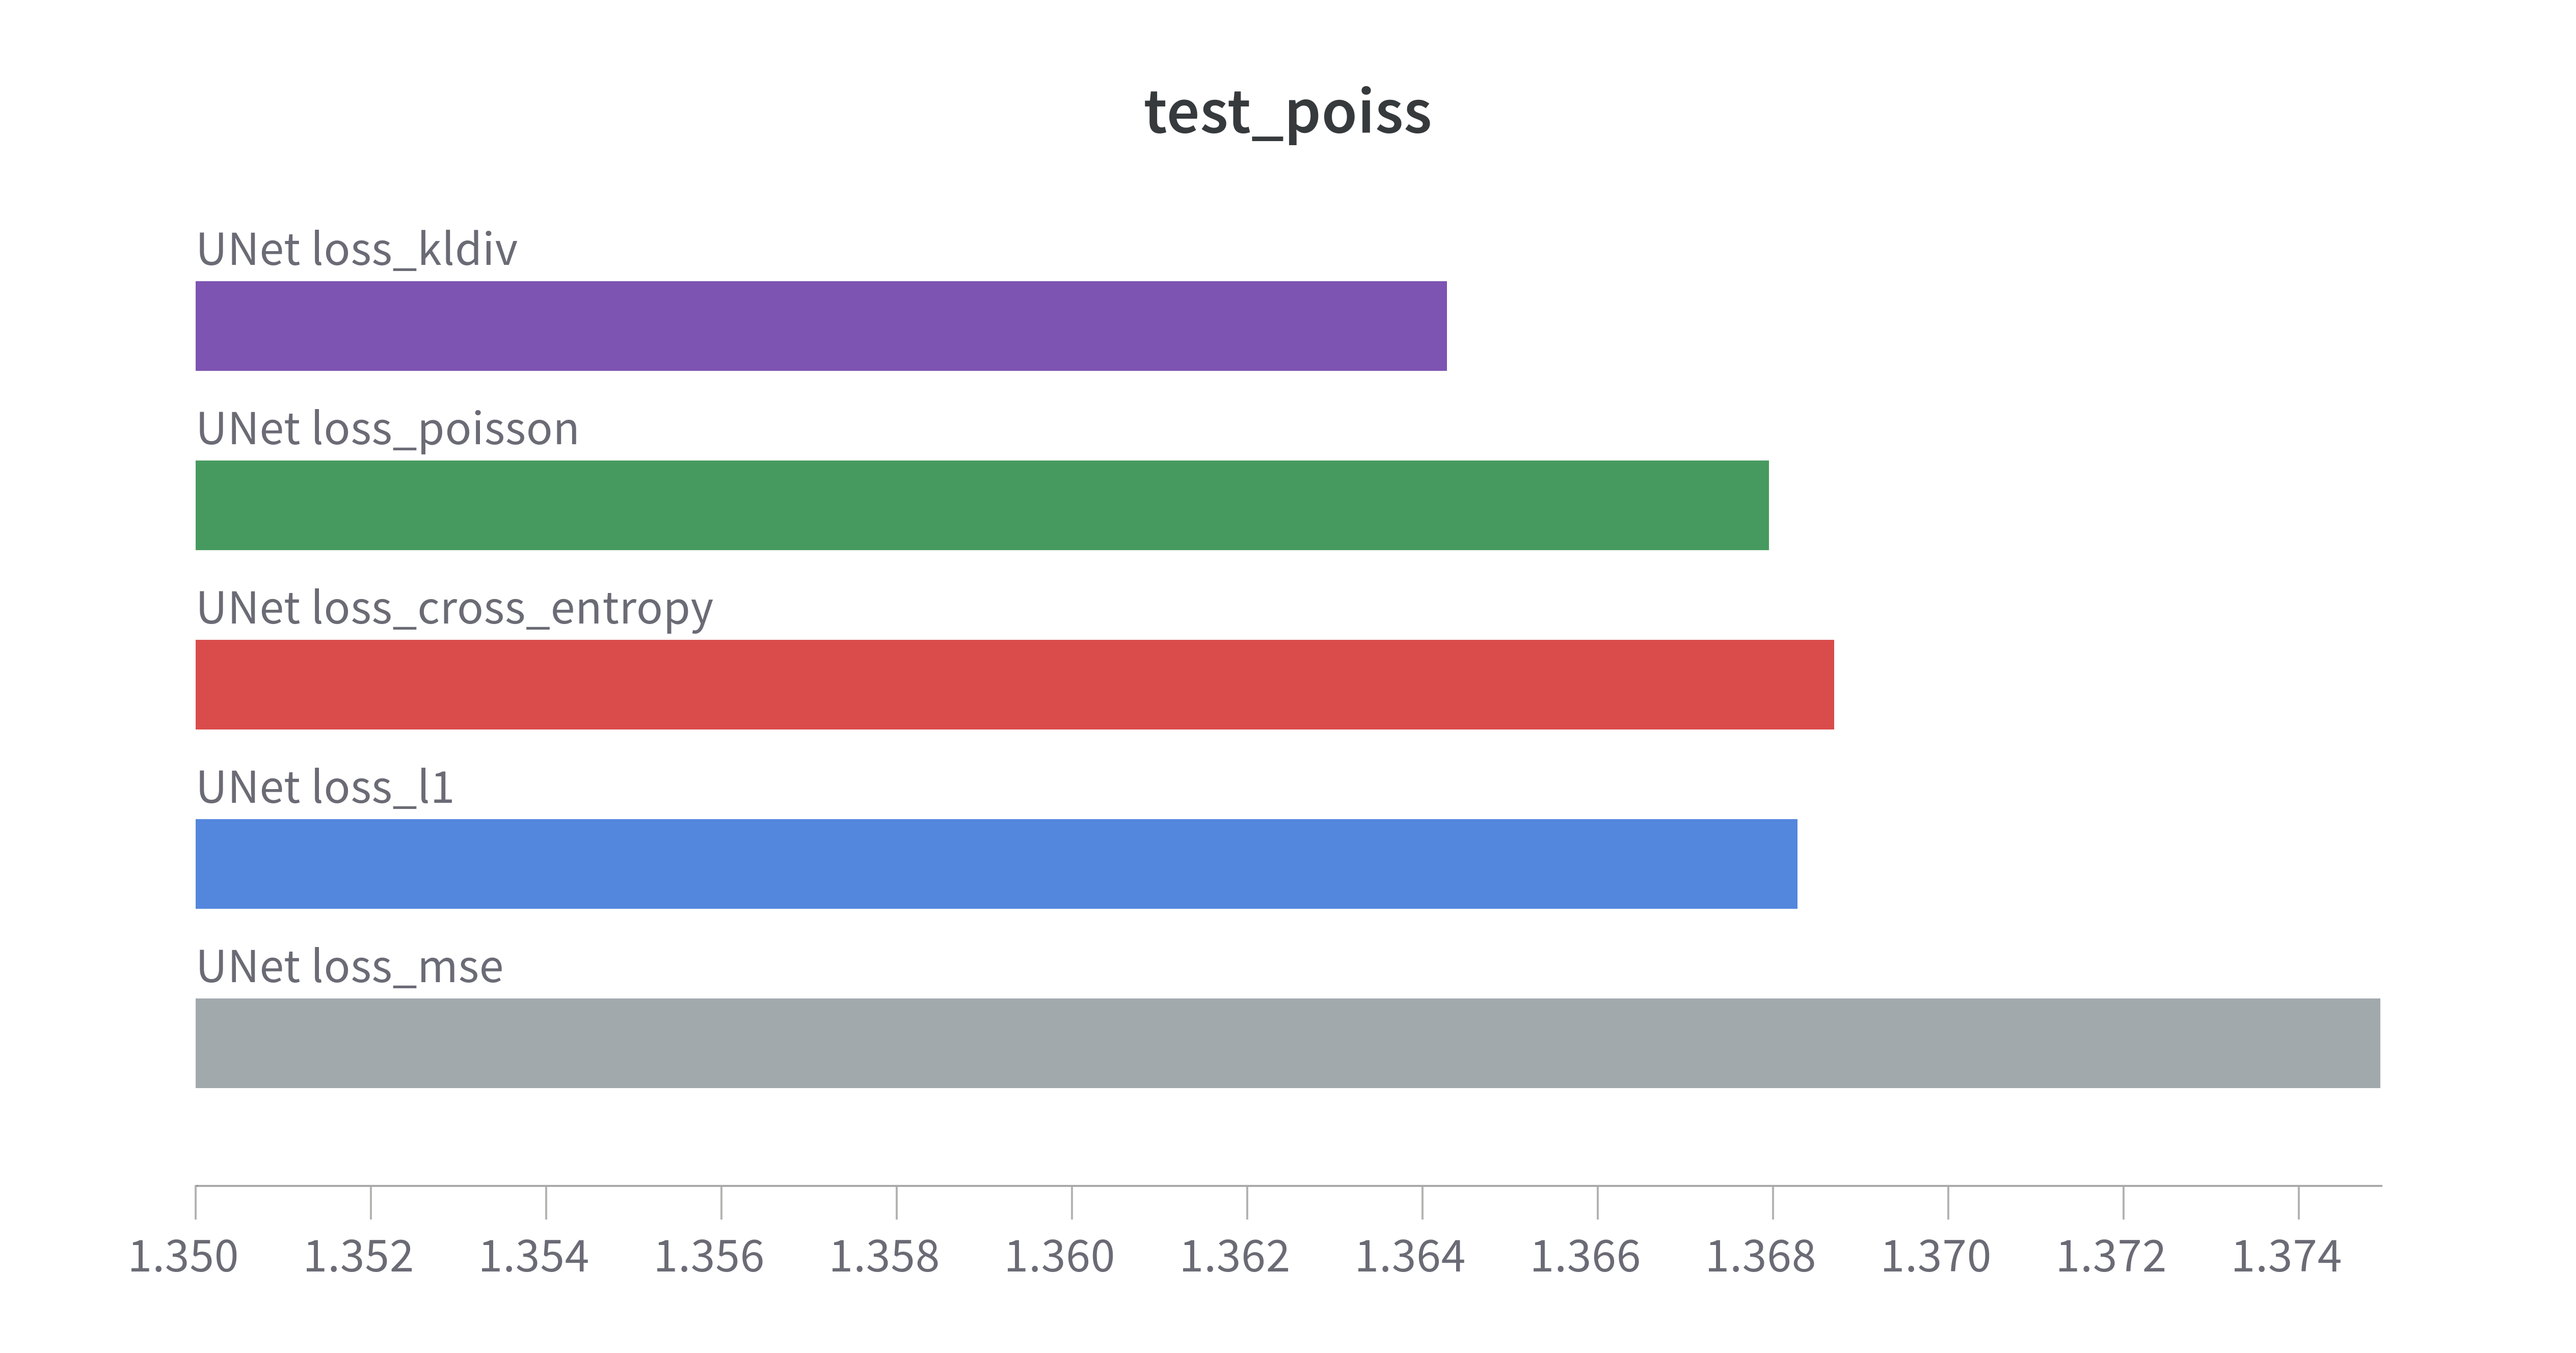 test_poiss
UNet loss_kldiv
UNet loss_poisson
UNet loss_cross_entropy
UNet loss_l1
UNet loss_mse
1.350 1.352 1.354 1.356 1.358 1.360 1.362 1.364 1.366 1.368 1.370 1.372 1.374